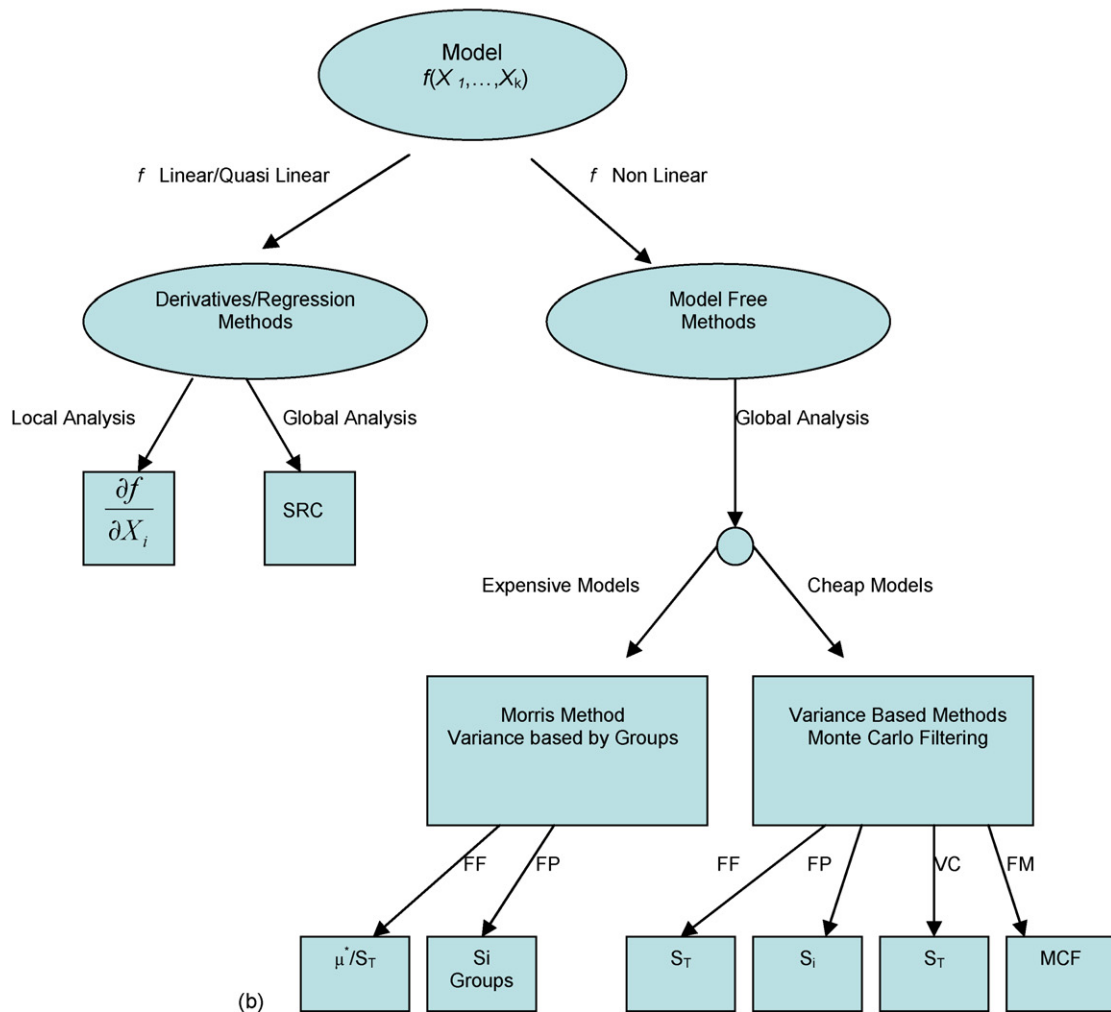 Model
f(X 1,…,Xk)
f Linear/Quasi Linear
f Non Linear
Derivatives/Regression
Methods
Model Free
Methods
Local Analysis
Global Analysis
Global Analysis
∂f
∂Xi
SRC
Expensive Models
Cheap Models
Morris Method
Variance based by Groups
Variance Based Methods
Monte Carlo Filtering
FF
FP
FF
FP
VC
FM
μ*/ST
Si
Groups
ST
Si
ST
MCF
(b)